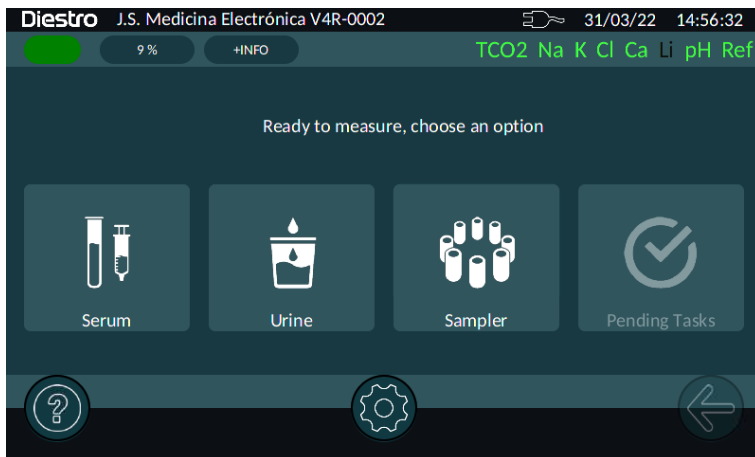 Diestro J.S. Medicina Electrónica V4R-0002 31/03/22 14:56:32
9 % +INFO TCO2 Na K Cl Ca Li pH Ref
Ready to measure, choose an option
Serum Urine Sampler Pending Tasks
?